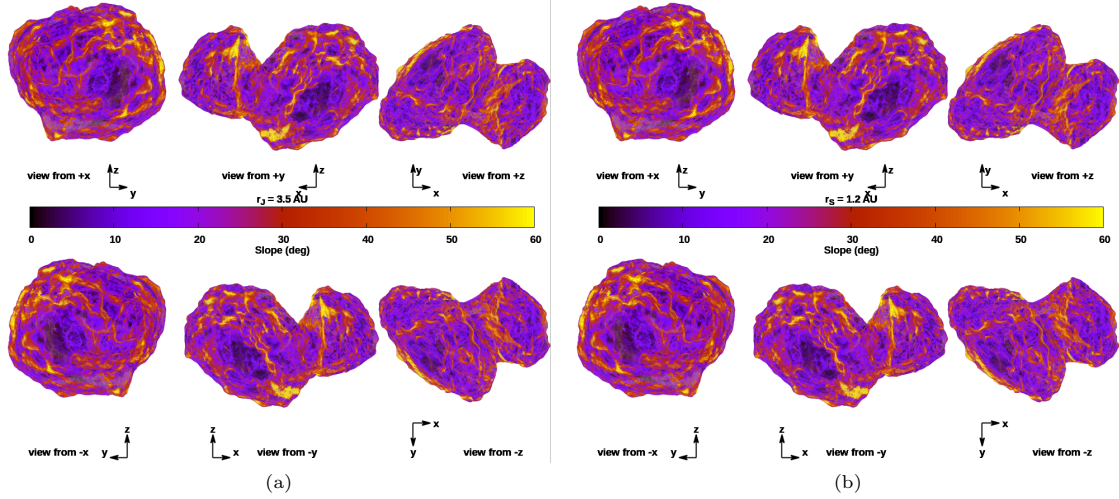 view from +x
z
y
view from +y
z
x
y
x
view from +z
r_J = 3.5 AU
0 10 20 30 40 50 60
Slope (deg)
view from -x
z
y
z
x
view from -y
x
y
view from -z
(a)
view from +x
z
y
view from +y
z
x
y
x
view from +z
r_S = 1.2 AU
0 10 20 30 40 50 60
Slope (deg)
view from -x
z
y
z
x
view from -y
x
y
view from -z
(b)